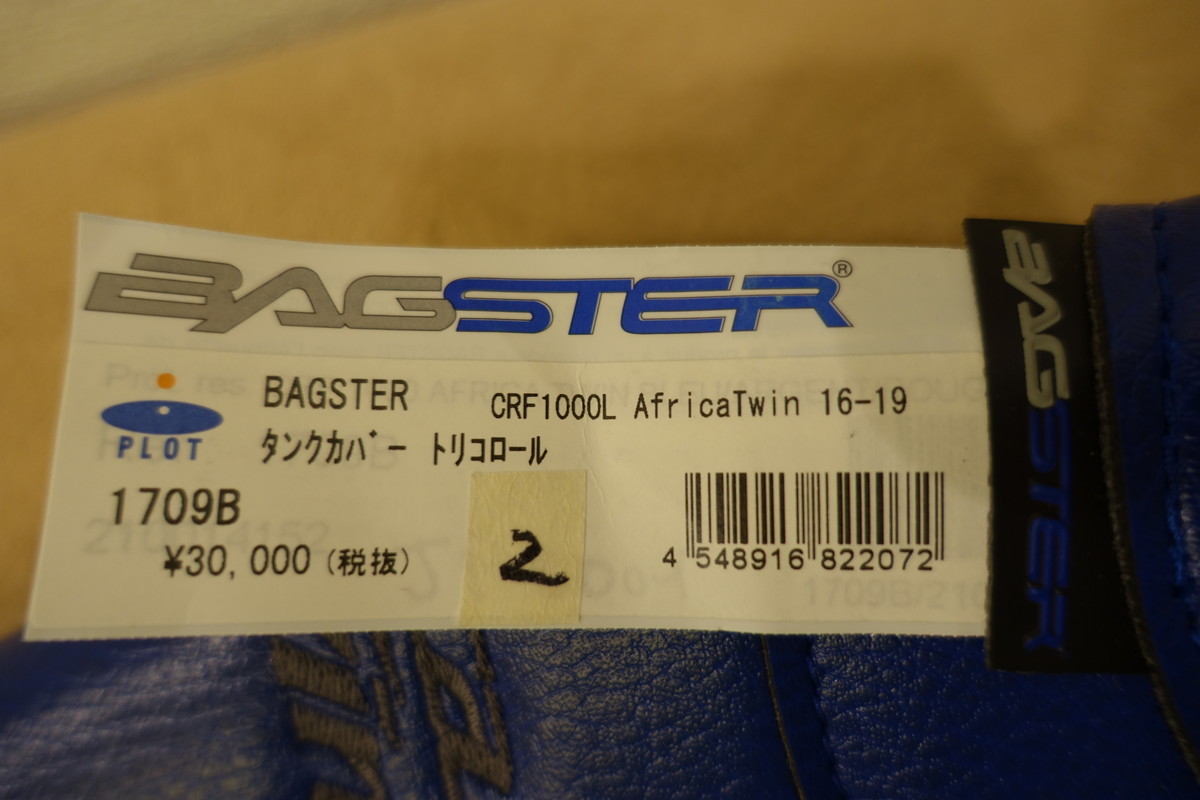 BAGSTER®
BAGSTER CRF1000L AfricaTwin 16-19
PLOT
タンクカバー トリコロール
1709B
¥30,000 (税抜)
2
4 548916 822072
BAGSTER